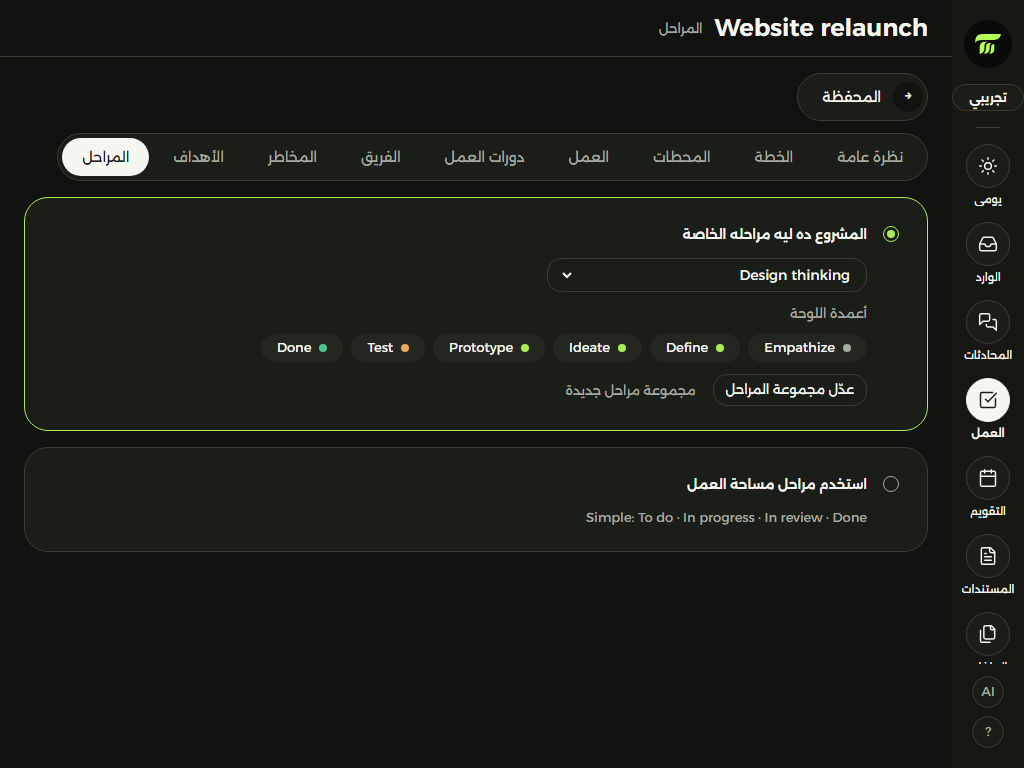 Website relaunch المراحل
المحفظة
نظرة عامة الخطة المحطات العمل دورات العمل الفريق المخاطر الأهداف المراحل
المشروع ده ليه مراحله الخاصة
Design thinking
أعمدة اللوحة
Empathize Define Ideate Prototype Test Done
عدّل مجموعة المراحل مجموعة مراحل جديدة
استخدم مراحل مساحة العمل
Simple: To do · In progress · In review · Done
تجريبي
يومي
الوارد
المحادثات
العمل
التقويم
المستندات
AI
?